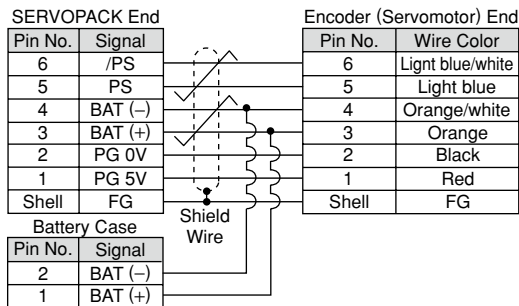 SERVOPACK End
Encoder (Servomotor) End
Pin No. Signal
Pin No. Wire Color
6 /PS
6 Lignt blue/white
5 PS
5 Light blue
4 BAT (−)
4 Orange/white
3 BAT (+)
3 Orange
2 PG 0V
2 Black
1 PG 5V
1 Red
Shell FG
Shell FG
Shield
Wire
Battery Case
Pin No. Signal
2 BAT (−)
1 BAT (+)